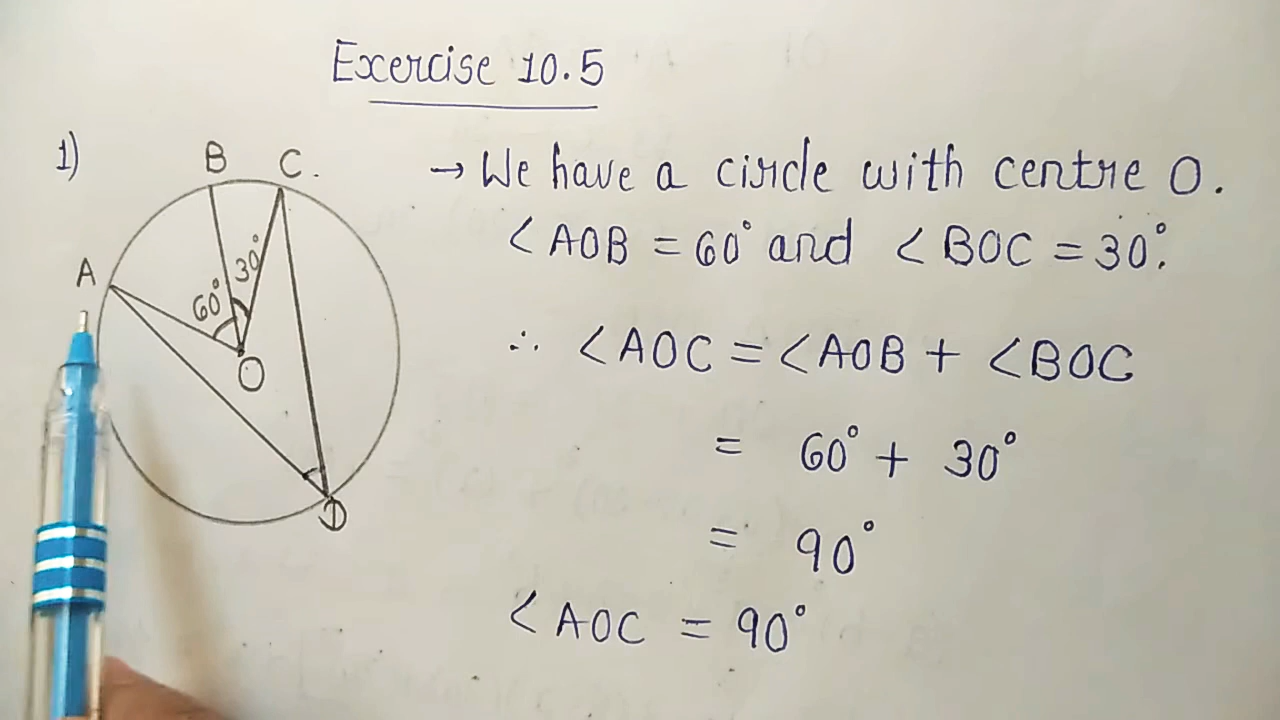 Exercise 10.5
1)
B C.
A
60° 30°
O
D
→ We have a circle with centre O.
∠AOB = 60° and ∠BOC = 30°.
∴ ∠AOC = ∠AOB + ∠BOC
= 60° + 30°
= 90°
∠AOC = 90°